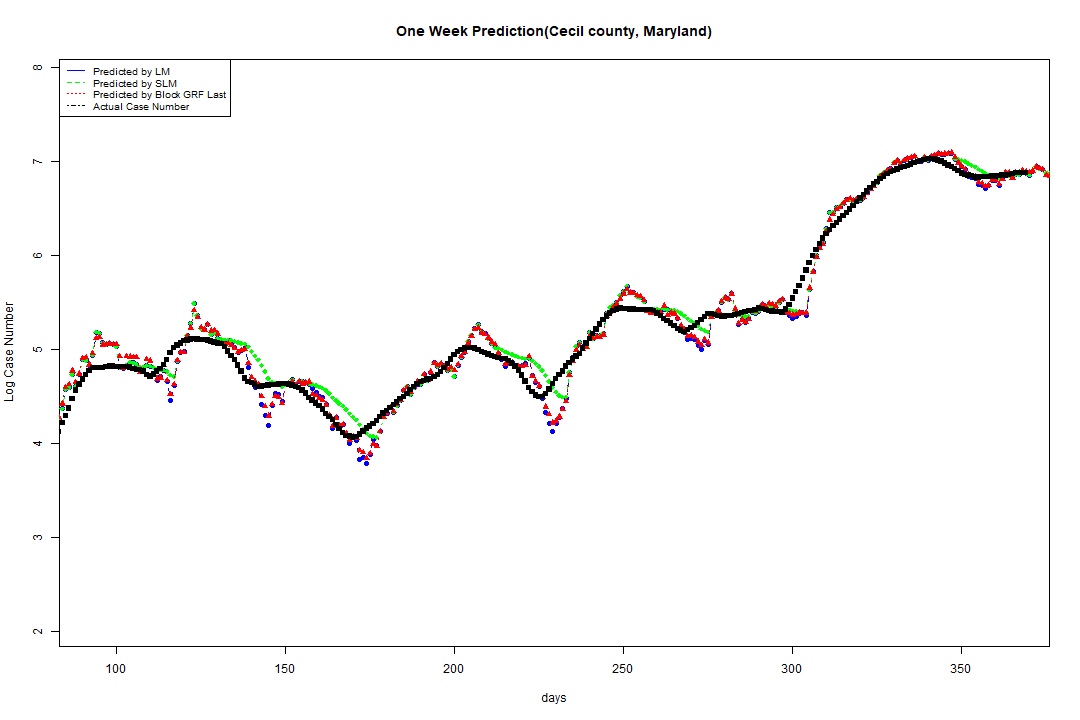 One Week Prediction(Cecil county, Maryland)
Predicted by LM
Predicted by SLM
Predicted by Block GRF Last
Actual Case Number
8
7
6
5
4
3
2
Log Case Number
100 150 200 250 300 350
days